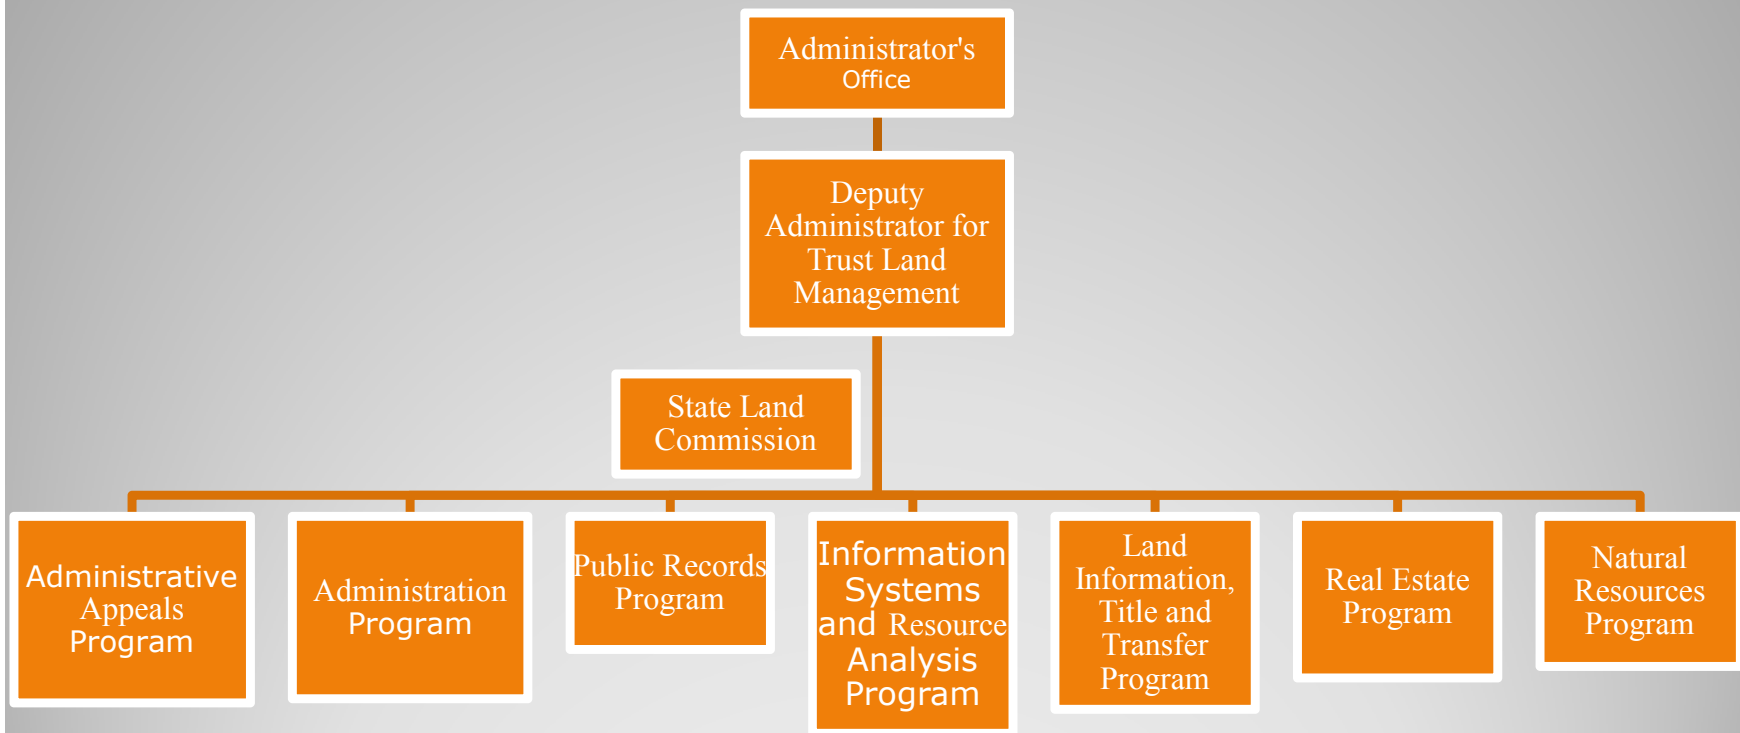 Administrator's
Office
Deputy
Administrator for
Trust Land
Management
State Land
Commission
Administrative
Appeals
Program
Administration
Program
Public Records
Program
Information
Systems
and Resource
Analysis
Program
Land
Information,
Title and
Transfer
Program
Real Estate
Program
Natural
Resources
Program